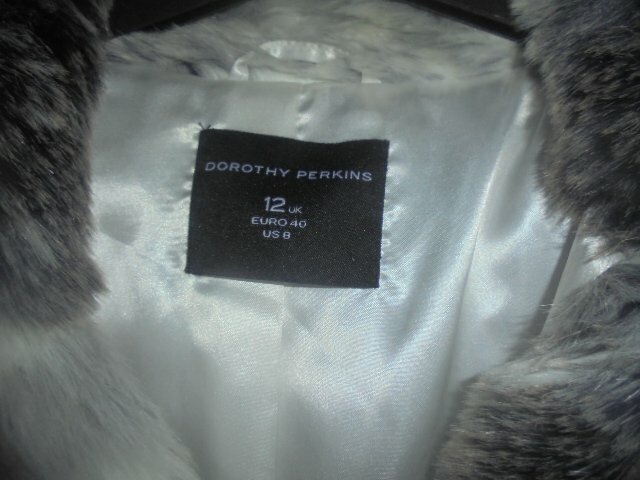 DOROTHY PERKINS
12 UK
EURO 40
US 8